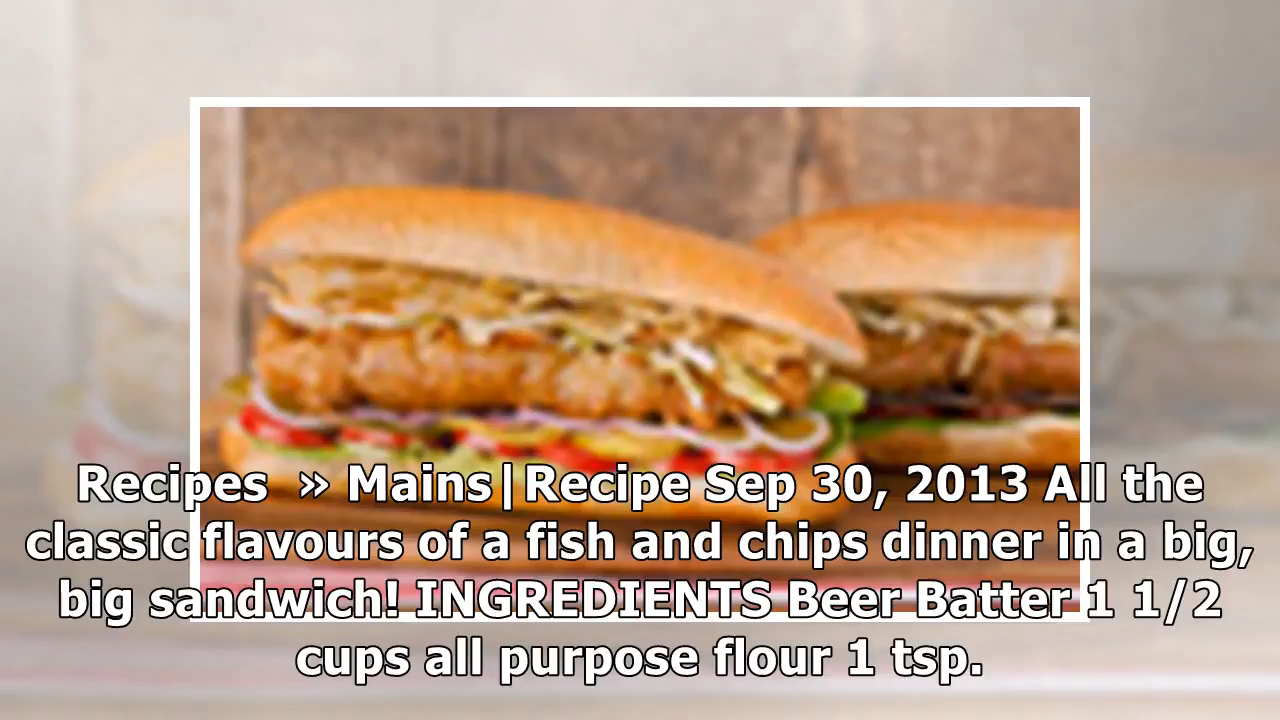 Recipes  » Mains|Recipe Sep 30, 2013 All the
classic flavours of a fish and chips dinner in a big,
big sandwich! INGREDIENTS Beer Batter 1 1/2
cups all purpose flour 1 tsp.